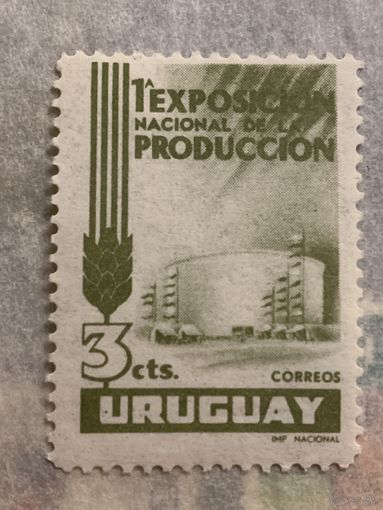 1ᴬ EXPOSICION
NACIONAL DE LA
PRODUCCION
3 cts.
CORREOS
URUGUAY
IMP NACIONAL